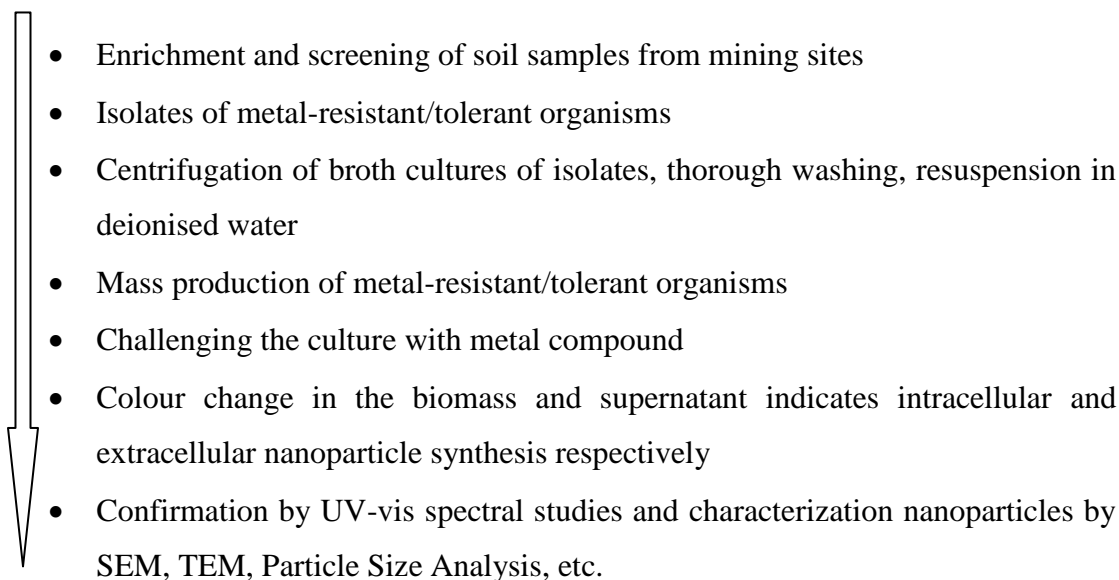 • Enrichment and screening of soil samples from mining sites
• Isolates of metal-resistant/tolerant organisms
• Centrifugation of broth cultures of isolates, thorough washing, resuspension in
deionised water
• Mass production of metal-resistant/tolerant organisms
• Challenging the culture with metal compound
• Colour change in the biomass and supernatant indicates intracellular and
extracellular nanoparticle synthesis respectively
• Confirmation by UV-vis spectral studies and characterization nanoparticles by
SEM, TEM, Particle Size Analysis, etc.